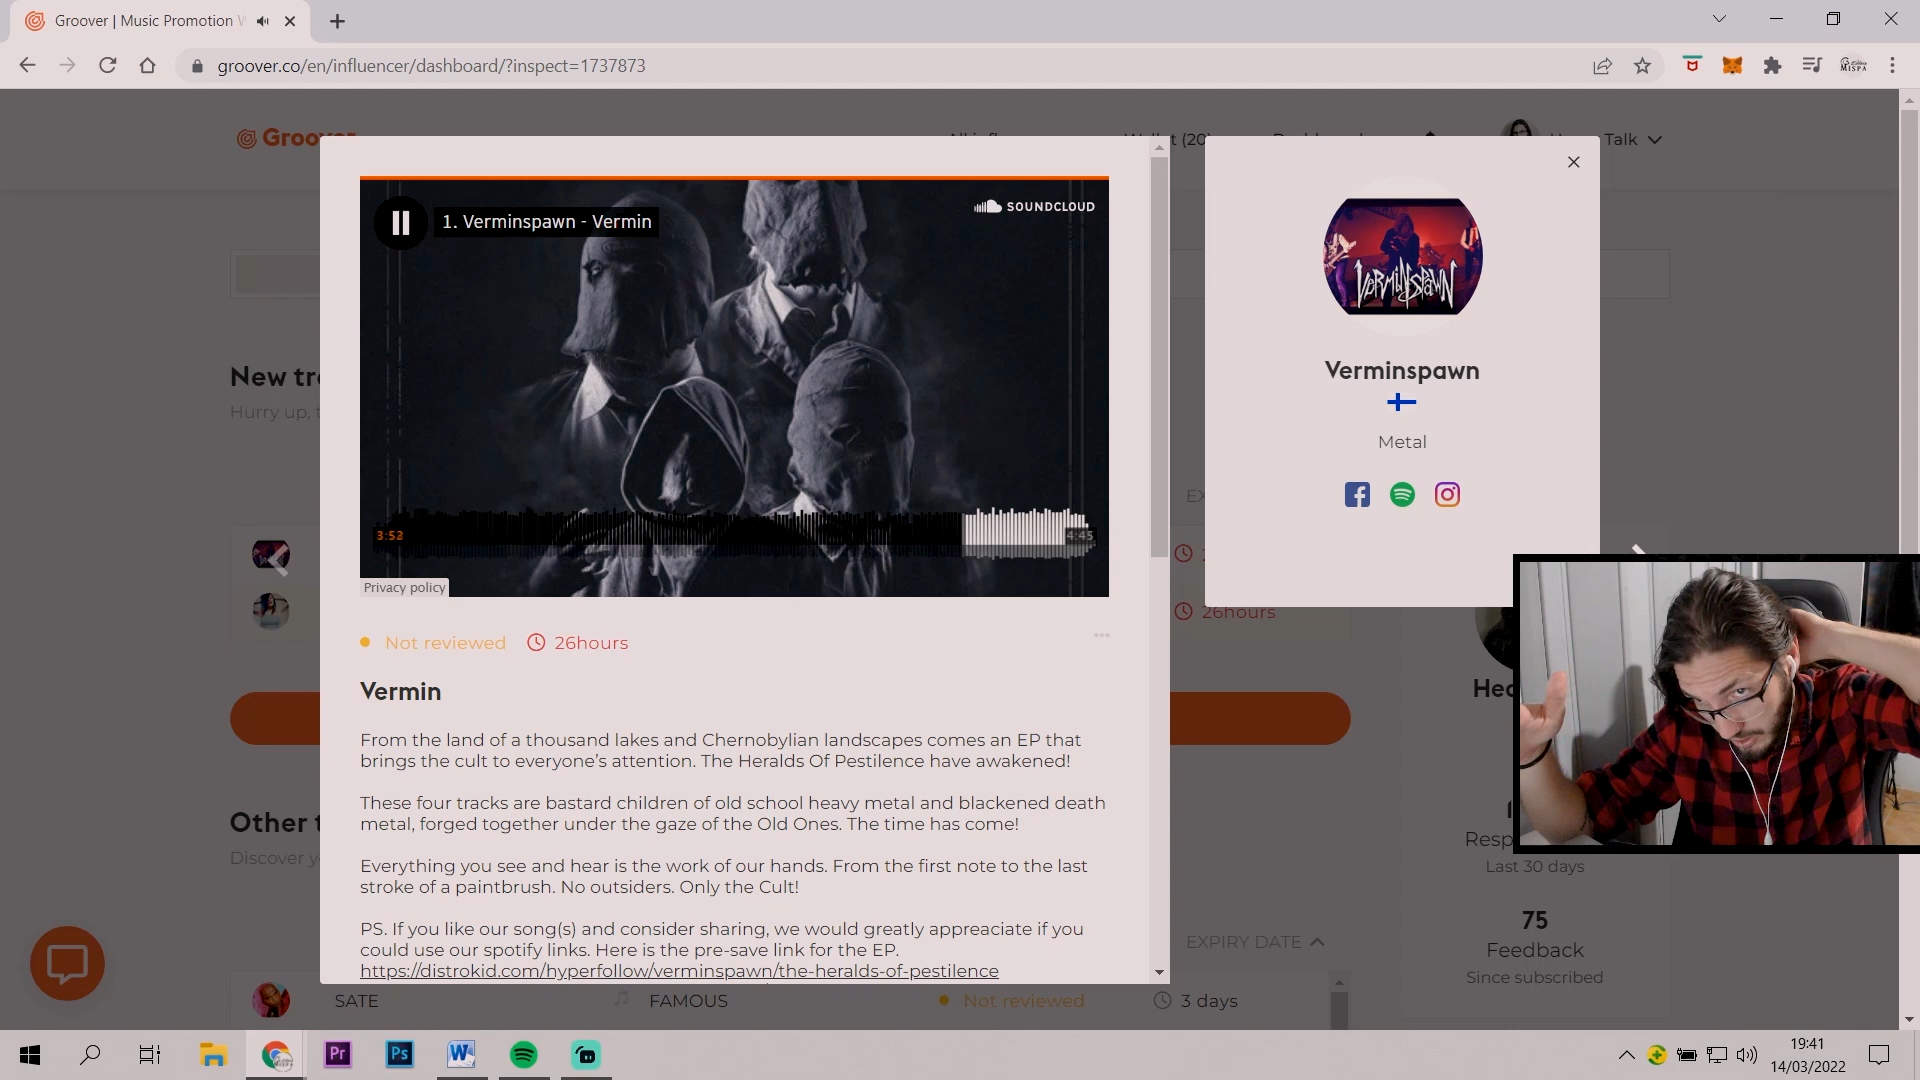 Groover | Music Promotion W
groover.co/en/influencer/dashboard/?inspect=1737873
MISPA
Groover
t (20)
Talk
1. Verminspawn - Vermin
SOUNDCLOUD
VERMINSPAWN
Verminspawn
Metal
New tr
Hurry up, t
EX
3:53
4:45
Privacy policy
26hours
Not reviewed
26hours
Vermin
Hea
From the land of a thousand lakes and Chernobylian landscapes comes an EP that
brings the cult to everyone's attention. The Heralds Of Pestilence have awakened!
These four tracks are bastard children of old school heavy metal and blackened death
metal, forged together under the gaze of the Old Ones. The time has come!
Other t
Discover y
Resp
Last 30 days
Everything you see and hear is the work of our hands. From the first note to the last
stroke of a paintbrush. No outsiders. Only the Cult!
PS. If you like our song(s) and consider sharing, we would greatly appreaciate if you
could use our spotify links. Here is the pre-save link for the EP.
https://distrokid.com/hyperfollow/verminspawn/the-heralds-of-pestilence
75
Feedback
Since subscribed
EXPIRY DATE
SATE
FAMOUS
Not reviewed
3 days
Pr
Ps
W
19:41
14/03/2022